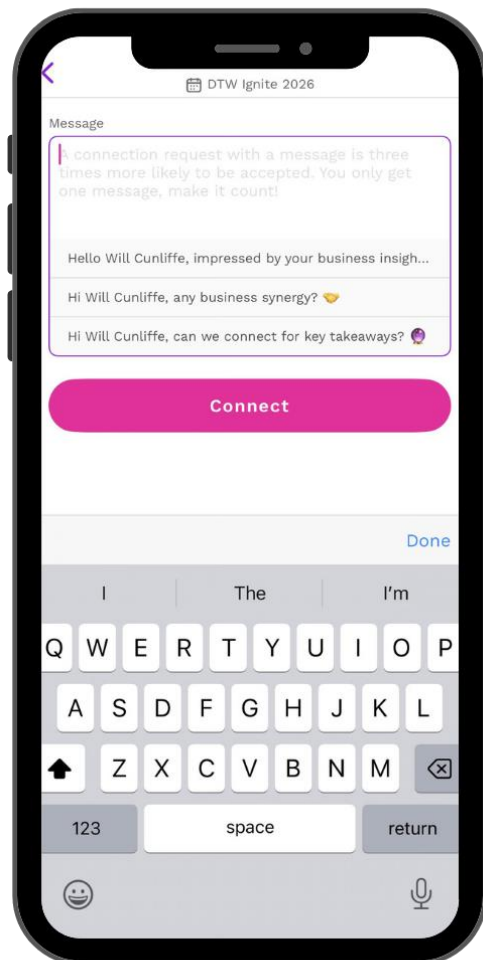 DTW Ignite 2026
Message
A connection request with a message is three
times more likely to be accepted. You only get
one message, make it count!
Hello Will Cunliffe, impressed by your business insigh...
Hi Will Cunliffe, any business synergy? 🤝
Hi Will Cunliffe, can we connect for key takeaways? 🔮
Connect
Done
I The I'm
Q W E R T Y U I O P
A S D F G H J K L
Z X C V B N M
123 space return